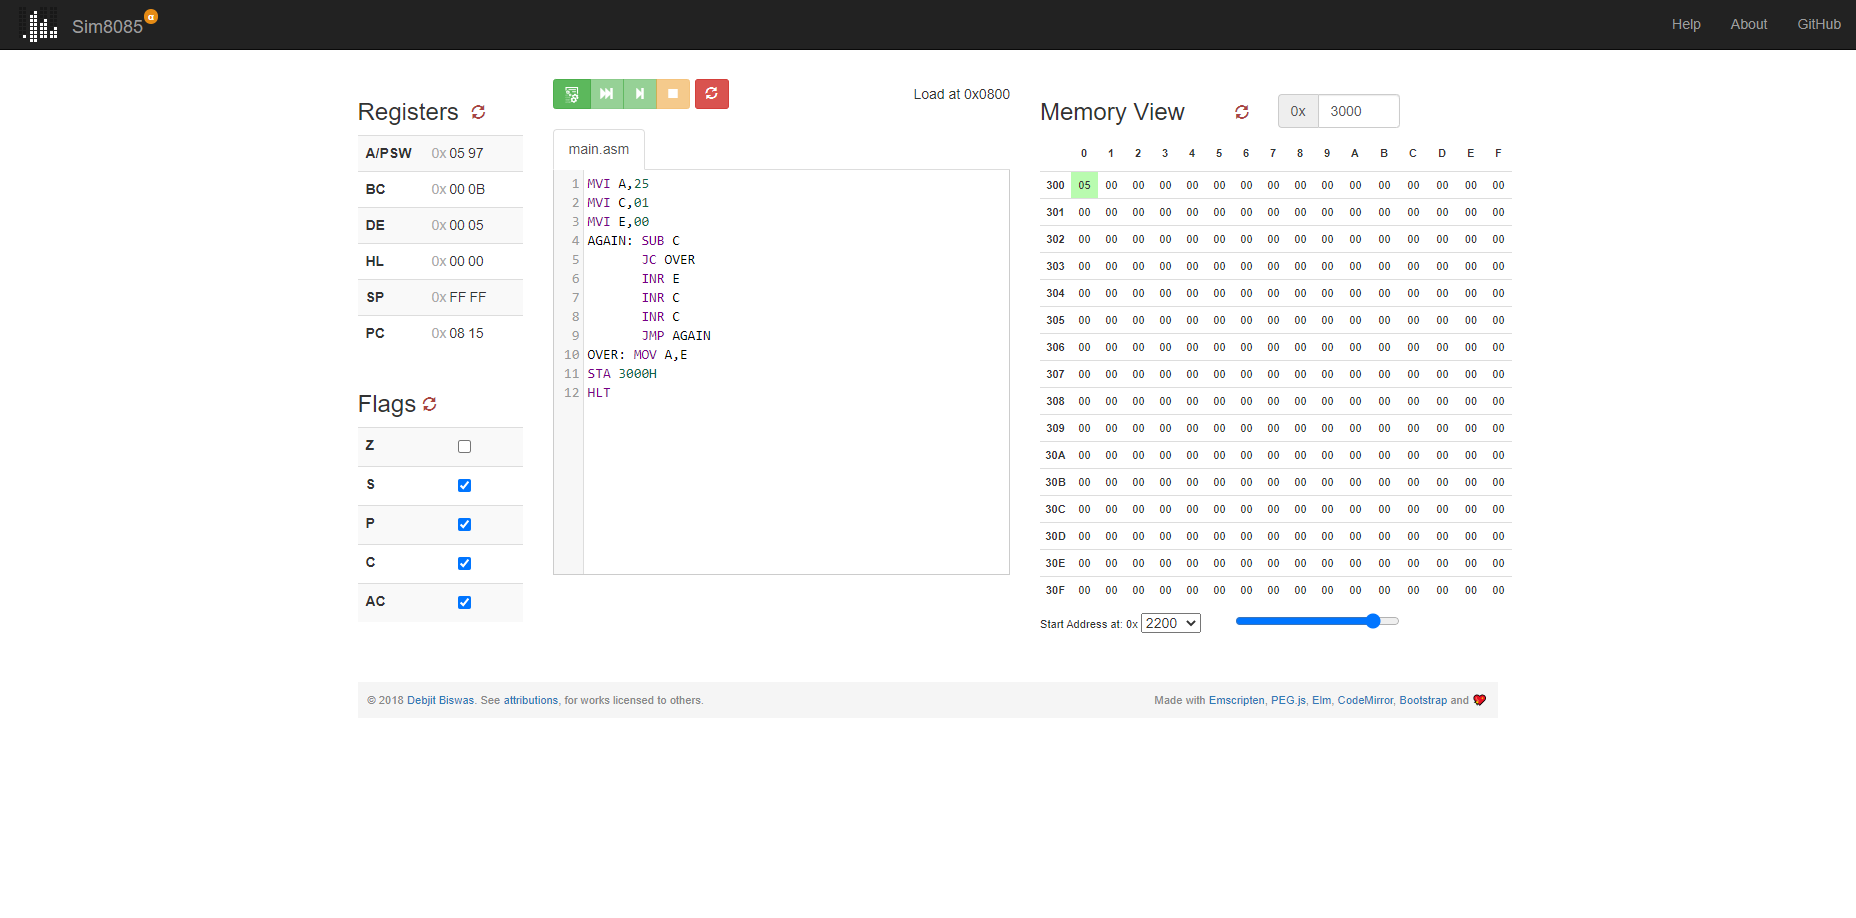 Sim8085 α Help About GitHub
Load at 0x0800
Registers
A/PSW 0x 05 97
BC 0x 00 0B
DE 0x 00 05
HL 0x 00 00
SP 0x FF FF
PC 0x 08 15
Flags
Z
S
P
C
AC
main.asm
1 MVI A,25
2 MVI C,01
3 MVI E,00
4 AGAIN: SUB C
5 JC OVER
6 INR E
7 INR C
8 INR C
9 JMP AGAIN
10 OVER: MOV A,E
11 STA 3000H
12 HLT
Memory View 0x 3000
0 1 2 3 4 5 6 7 8 9 A B C D E F
300 05 00 00 00 00 00 00 00 00 00 00 00 00 00 00 00
301 00 00 00 00 00 00 00 00 00 00 00 00 00 00 00 00
302 00 00 00 00 00 00 00 00 00 00 00 00 00 00 00 00
303 00 00 00 00 00 00 00 00 00 00 00 00 00 00 00 00
304 00 00 00 00 00 00 00 00 00 00 00 00 00 00 00 00
305 00 00 00 00 00 00 00 00 00 00 00 00 00 00 00 00
306 00 00 00 00 00 00 00 00 00 00 00 00 00 00 00 00
307 00 00 00 00 00 00 00 00 00 00 00 00 00 00 00 00
308 00 00 00 00 00 00 00 00 00 00 00 00 00 00 00 00
309 00 00 00 00 00 00 00 00 00 00 00 00 00 00 00 00
30A 00 00 00 00 00 00 00 00 00 00 00 00 00 00 00 00
30B 00 00 00 00 00 00 00 00 00 00 00 00 00 00 00 00
30C 00 00 00 00 00 00 00 00 00 00 00 00 00 00 00 00
30D 00 00 00 00 00 00 00 00 00 00 00 00 00 00 00 00
30E 00 00 00 00 00 00 00 00 00 00 00 00 00 00 00 00
30F 00 00 00 00 00 00 00 00 00 00 00 00 00 00 00 00
Start Address at: 0x 2200
© 2018 Debjit Biswas. See attributions, for works licensed to others.
Made with Emscripten, PEG.js, Elm, CodeMirror, Bootstrap and